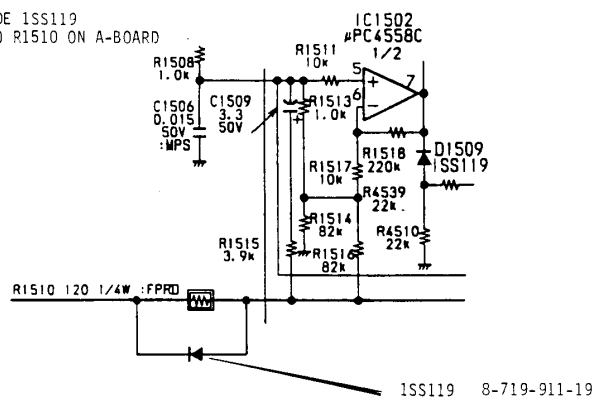 DE 1SS119
O R1510 ON A-BOARD
IC1502
µPC4558C
1/2
R1511
10k
R1508
1.0k
5
+
7
6
−
C1506
0.015
50V
:MPS
C1509
3.3
50V
+
R1513
1.0k
R1517
10k
R1518
220k
D1509
1SS119
R4539
22k
R1514
82k
R4510
22k
R1515
3.9k
R1516
82k
R1510 120 1/4W :FPRD
1SS119 8-719-911-19